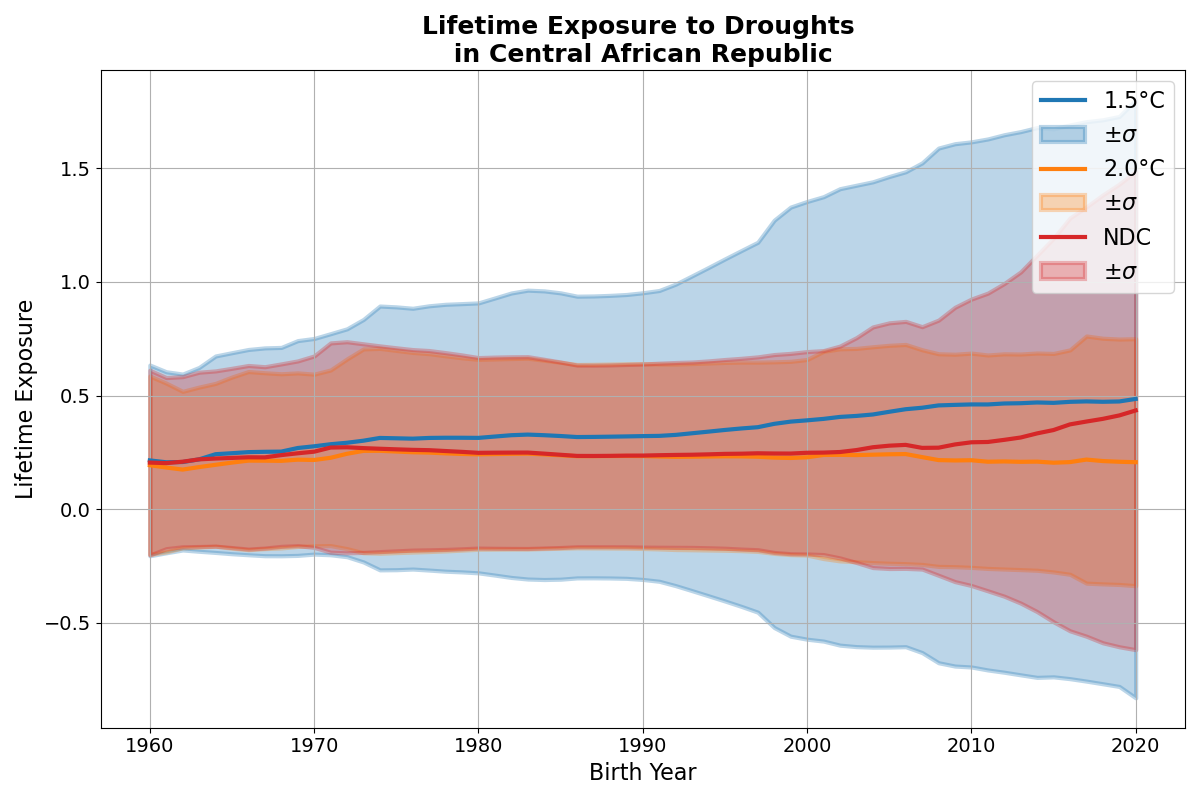 Lifetime Exposure to Droughts
in Central African Republic
Lifetime Exposure
1.5
1.0
0.5
0.0
−0.5
1960
1970
1980
1990
2000
2010
2020
Birth Year
1.5°C
±σ
2.0°C
±σ
NDC
±σ